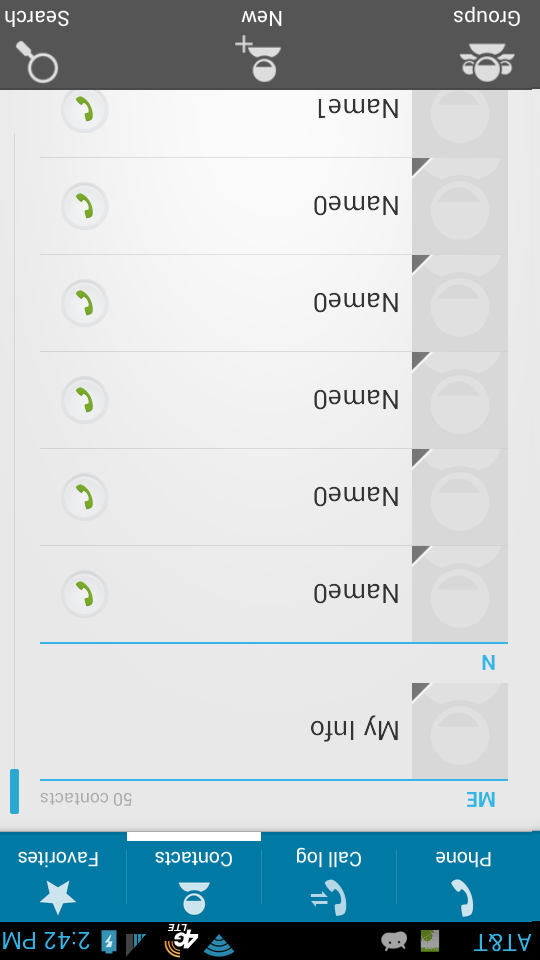 AT&T 4G LTE 2:42 PM
Phone Call log Contacts Favorites
ME 50 contacts
My Info
N
Name0
Name0
Name0
Name0
Name0
Name1
Groups New Search